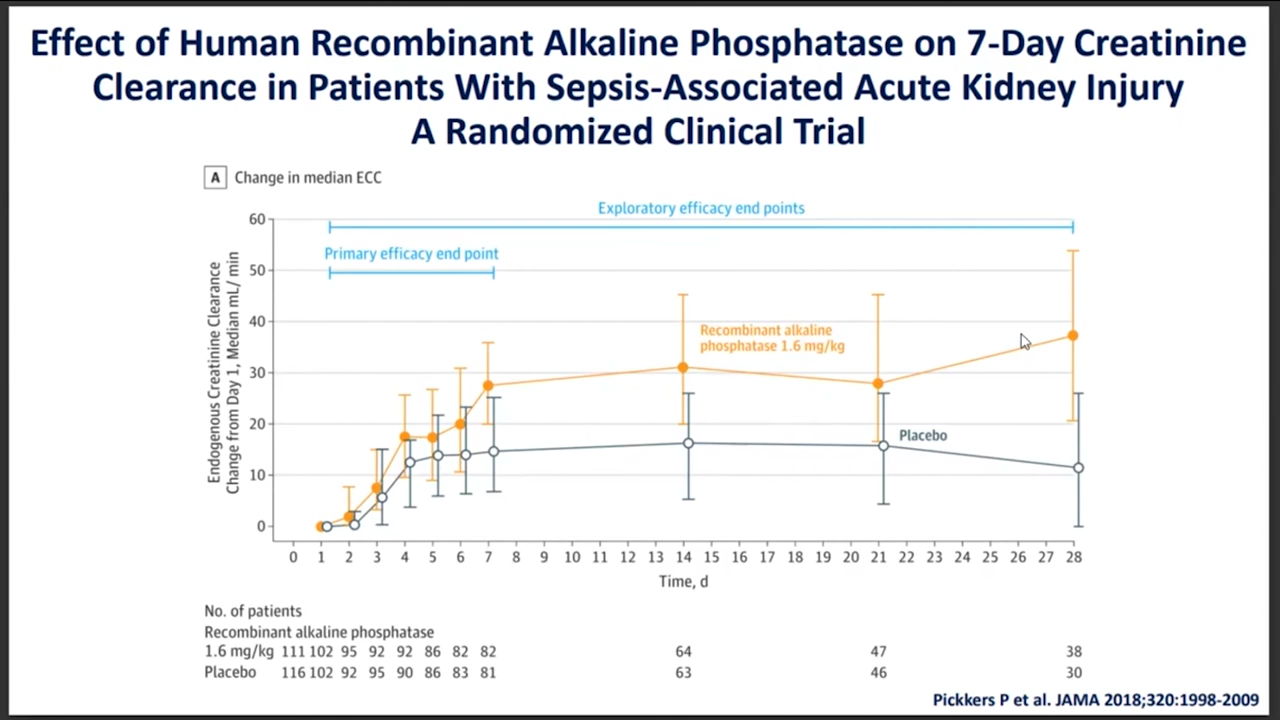 Effect of Human Recombinant Alkaline Phosphatase on 7-Day Creatinine
Clearance in Patients With Sepsis-Associated Acute Kidney Injury
A Randomized Clinical Trial
A Change in median ECC
Exploratory efficacy end points
Primary efficacy end point
Endogenous Creatinine Clearance
Change from Day 1, Median mL/ min
60
50
40
30
20
10
0
Recombinant alkaline
phosphatase 1.6 mg/kg
Placebo
0 1 2 3 4 5 6 7 8 9 10 11 12 13 14 15 16 17 18 19 20 21 22 23 24 25 26 27 28
Time, d
No. of patients
Recombinant alkaline phosphatase
1.6 mg/kg 111 102 95 92 92 86 82 82 64 47 38
Placebo 116 102 92 95 90 86 83 81 63 46 30
Pickkers P et al. JAMA 2018;320:1998-2009